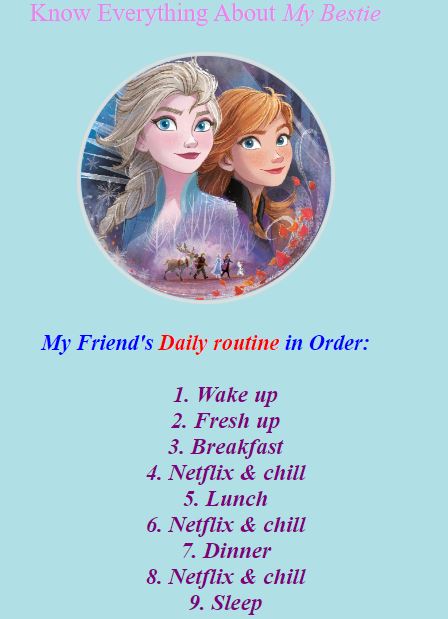 Know Everything About My Bestie
My Friend's Daily routine in Order:
1. Wake up
2. Fresh up
3. Breakfast
4. Netflix & chill
5. Lunch
6. Netflix & chill
7. Dinner
8. Netflix & chill
9. Sleep